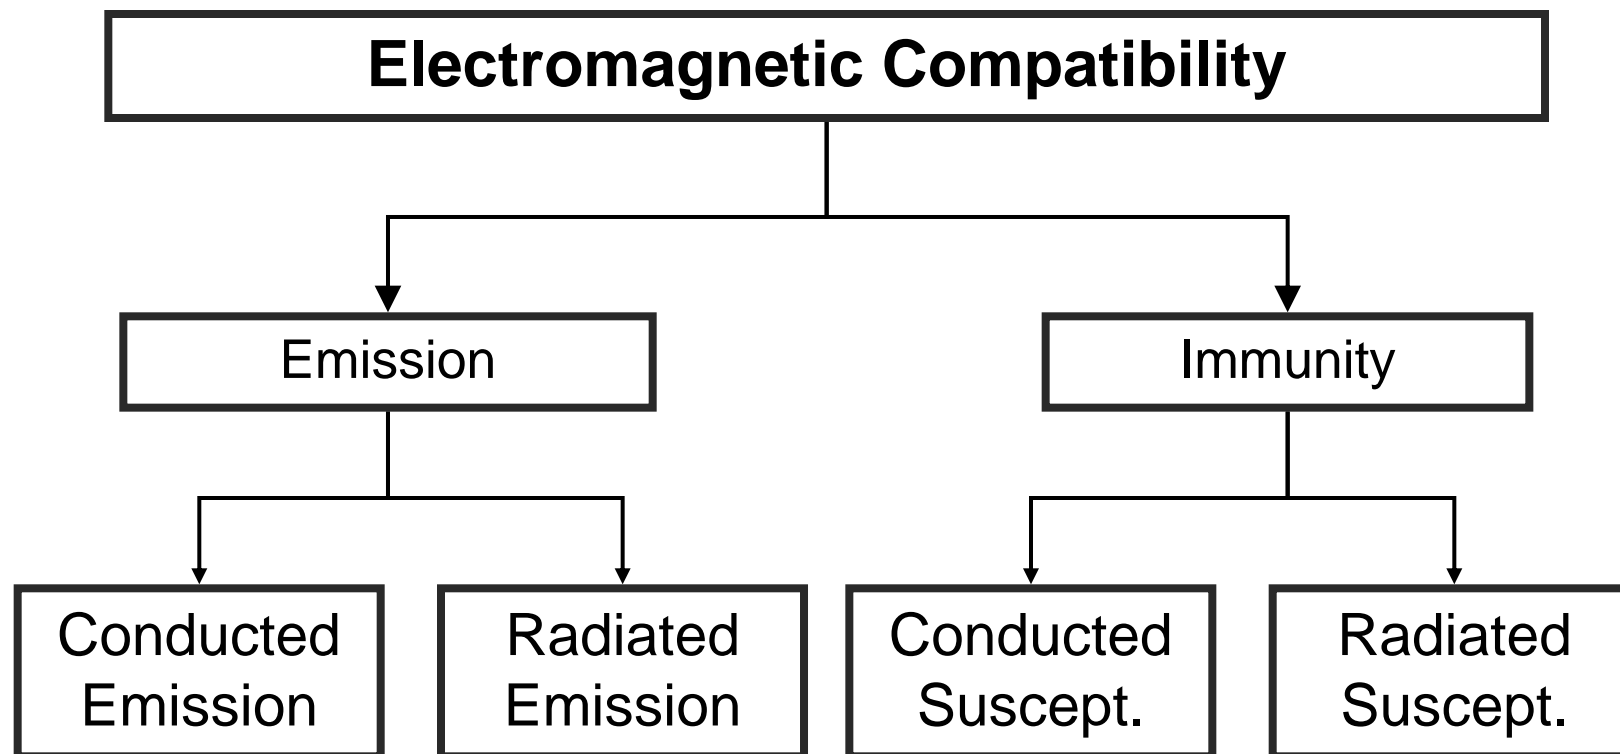 Electromagnetic Compatibility
Emission
Immunity
Conducted
Emission
Radiated
Emission
Conducted
Suscept.
Radiated
Suscept.